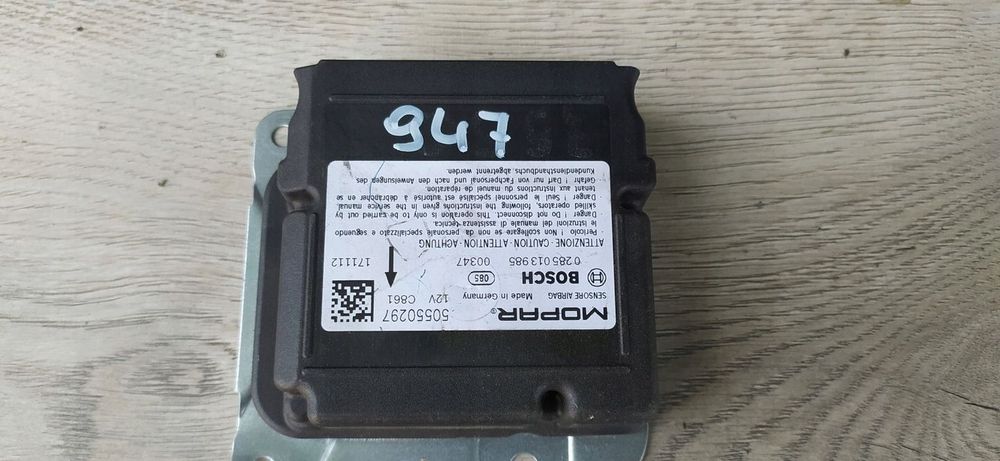 947
MOPAR® 50550297
SENSORE AIRBAG Made in Germany 12V C861
BOSCH 085
0 285 013 985 00347 171112
ATTENZIONE - CAUTION - ATTENTION - ACHTUNG
- Pericolo ! Non scollegare se non da personale specializzato e seguendo
le istruzioni del manuale di assistenza tecnica.
- Danger ! Do not disconnect. This operation is only to be carried out by
skilled operators, following the instructions given in the service manual.
- Danger ! Seul le personnel spécialisé est autorisé à débrancher en se
tenant aux instructions du manuel de réparation.
- Gefahr ! Darf nur von Fachpersonal und nach den Anweisungen des
Kundendiensthandbuchs abgetrennt werden.